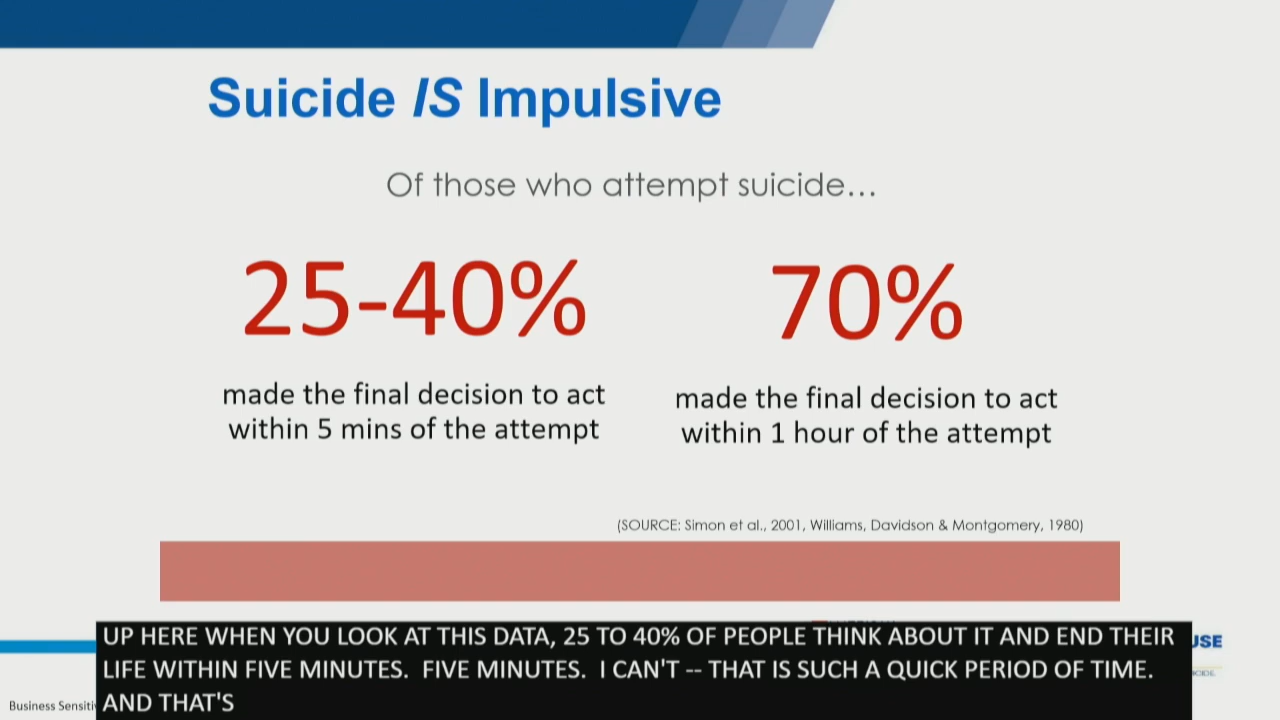 Suicide IS Impulsive
Of those who attempt suicide...
25-40%
70%
made the final decision to act
within 5 mins of the attempt
made the final decision to act
within 1 hour of the attempt
(SOURCE: Simon et al., 2001, Williams, Davidson & Montgomery, 1980)
UP HERE WHEN YOU LOOK AT THIS DATA, 25 TO 40% OF PEOPLE THINK ABOUT IT AND END THEIR
LIFE WITHIN FIVE MINUTES.  FIVE MINUTES.  I CAN'T -- THAT IS SUCH A QUICK PERIOD OF TIME.
AND THAT'S
Business